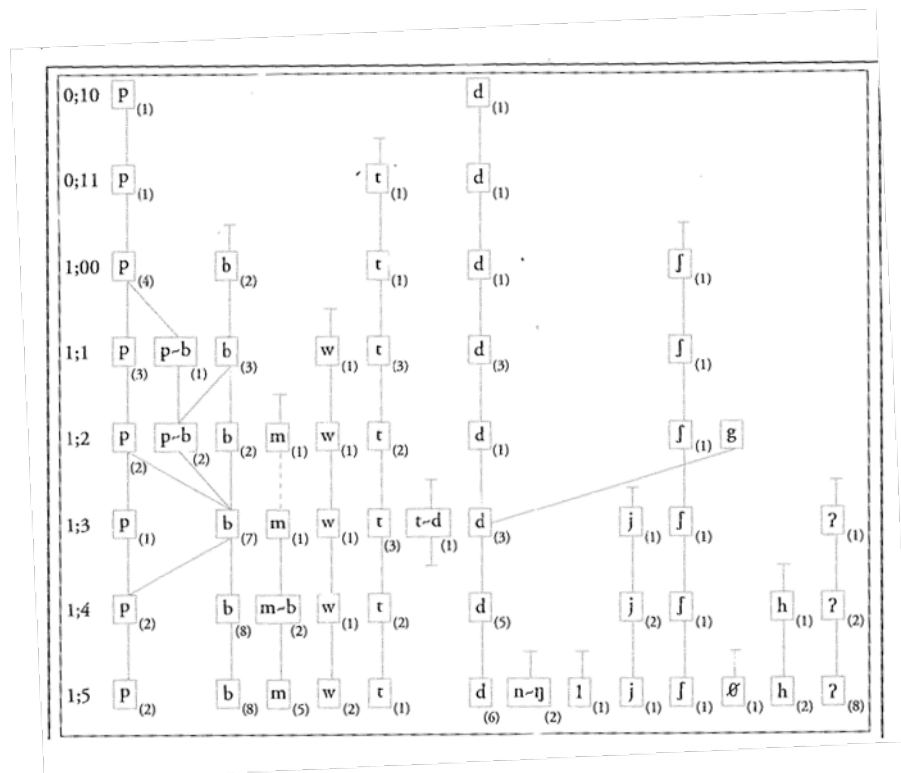 0;10 p (1) d (1)
0;11 p (1) t (1) d (1)
1;00 p (4) b (2) t (1) d (1) ʃ (1)
1;1 p (3) p~b (1) b (3) w (1) t (3) d (3) ʃ (1)
1;2 p (2) p~b (2) b (2) m (1) w (1) t (2) d (1) ʃ (1) g
1;3 p (1) b (7) m (1) w (1) t (3) t~d (1) d (3) j (1) ʃ (1) ʔ (1)
1;4 p (2) b (8) m~b (2) w (1) t (2) d (5) j (2) ʃ (1) h (1) ʔ (2)
1;5 p (2) b (8) m (5) w (2) t (1) d (6) n~ŋ (2) l (1) j (1) ʃ (1) (1) h (2) ʔ (8)